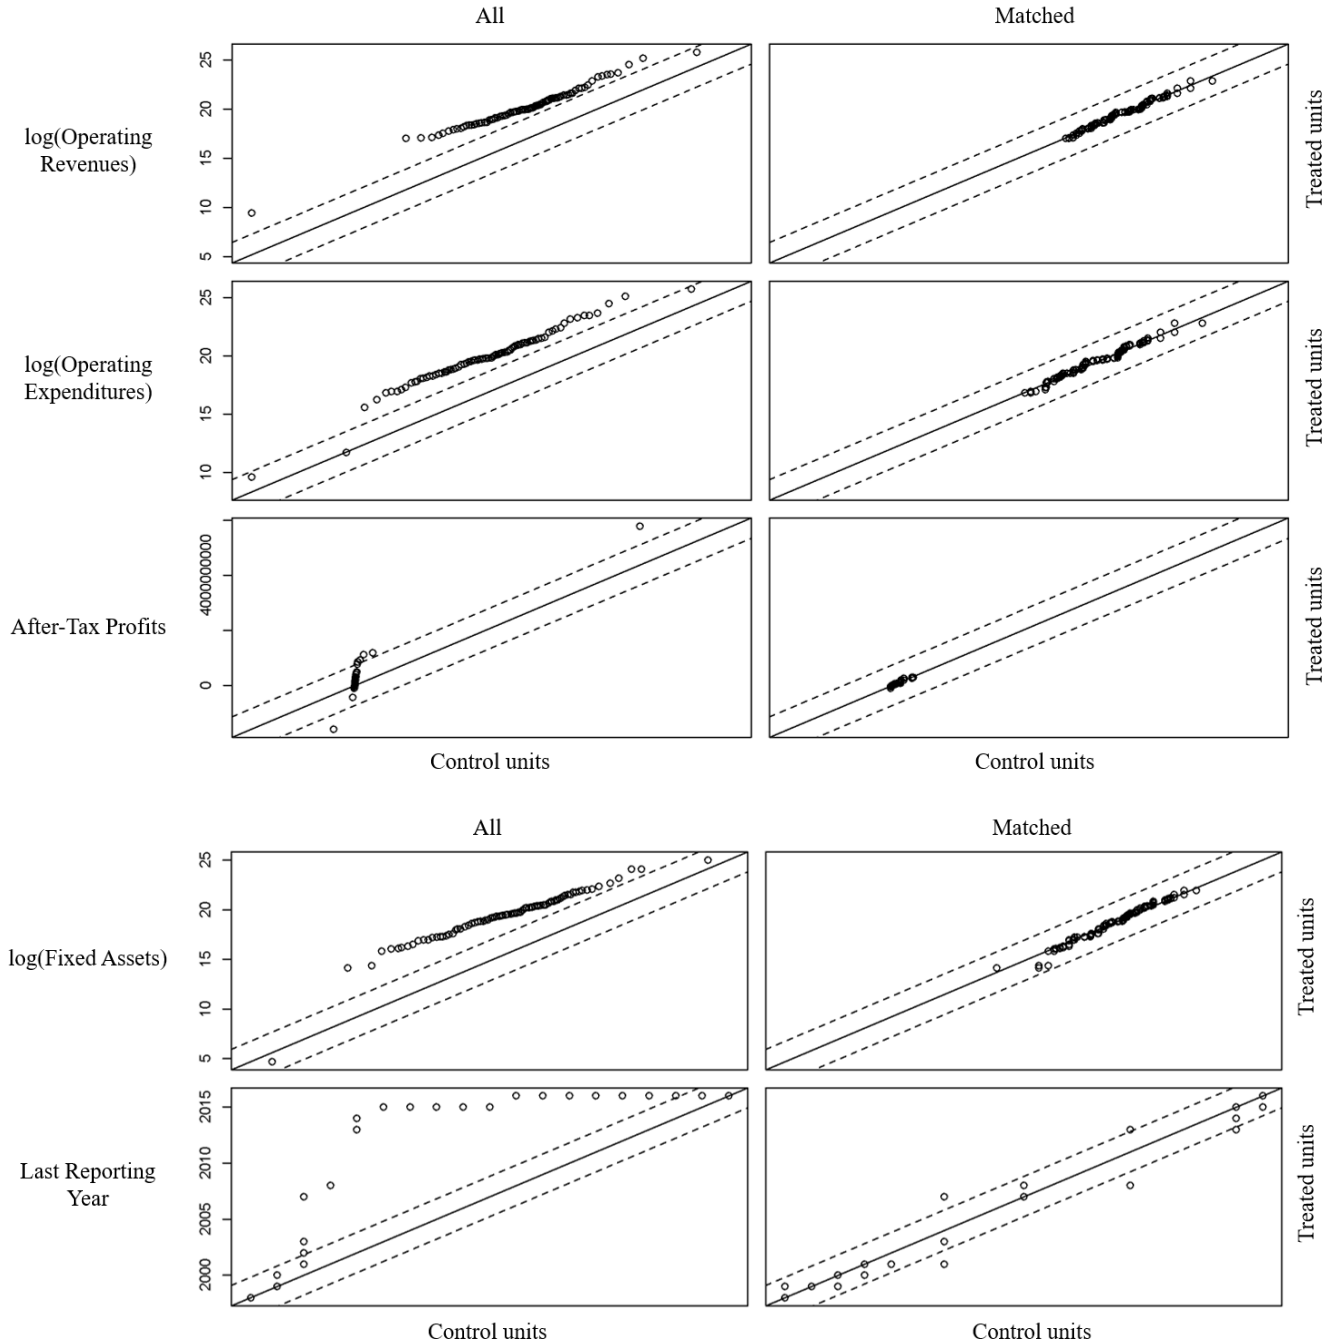 All Matched
log(Operating
Revenues)
25
20
15
10
5
Treated units
log(Operating
Expenditures)
25
20
15
10
Treated units
After-Tax Profits
4000000000
0
Treated units
Control units Control units
All Matched
log(Fixed Assets)
25
20
15
10
5
Treated units
Last Reporting
Year
2015
2010
2005
2000
Treated units
Control units Control units